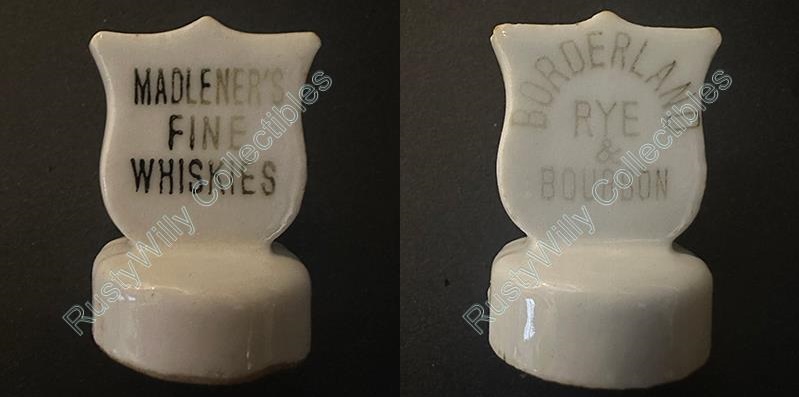 MADLENER'S
FINE
WHISKIES
RustyWilly Collectibles
BORDERLAND
RYE
&
BOURBON
RustyWilly Collectibles